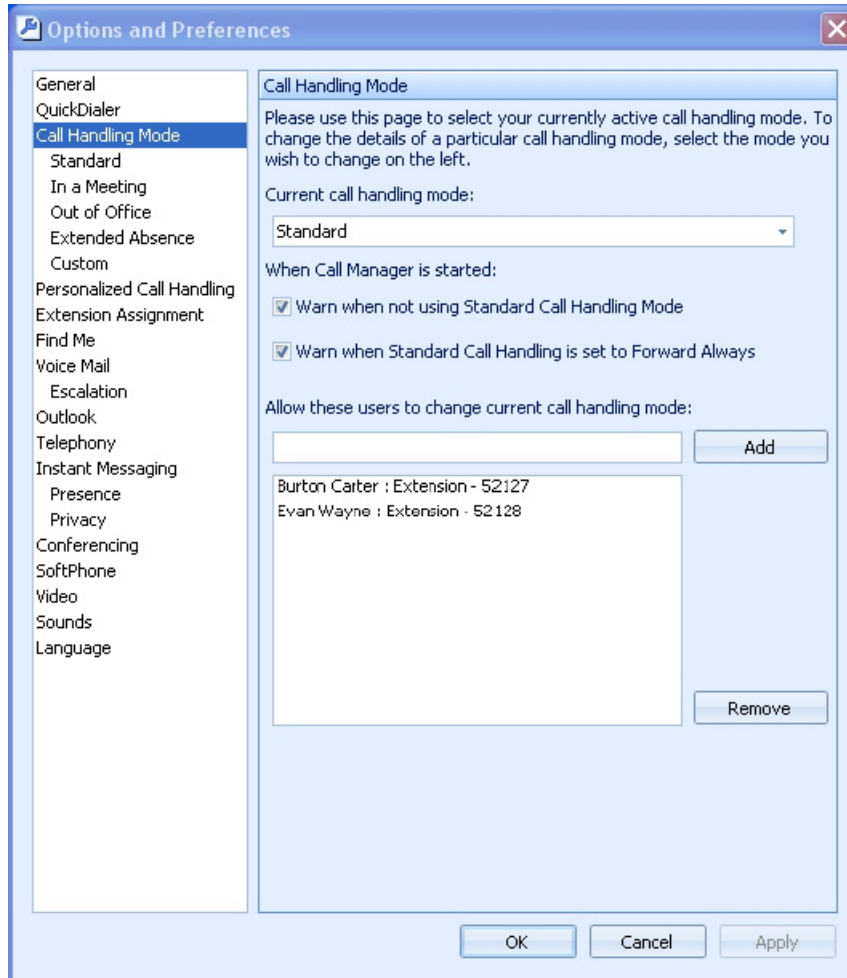 Options and Preferences
General
QuickDialer
Call Handling Mode
Standard
In a Meeting
Out of Office
Extended Absence
Custom
Personalized Call Handling
Extension Assignment
Find Me
Voice Mail
Escalation
Outlook
Telephony
Instant Messaging
Presence
Privacy
Conferencing
SoftPhone
Video
Sounds
Language
Call Handling Mode
Please use this page to select your currently active call handling mode. To
change the details of a particular call handling mode, select the mode you
wish to change on the left.
Current call handling mode:
Standard
When Call Manager is started:
Warn when not using Standard Call Handling Mode
Warn when Standard Call Handling is set to Forward Always
Allow these users to change current call handling mode:
Add
Burton Carter : Extension - 52127
Evan Wayne : Extension - 52128
Remove
OK
Cancel
Apply